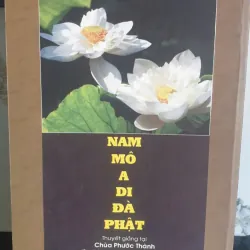 NAM
MÔ
A
DI
ĐÀ
PHẬT
Thuyết giảng tại
Chùa Phước Thành